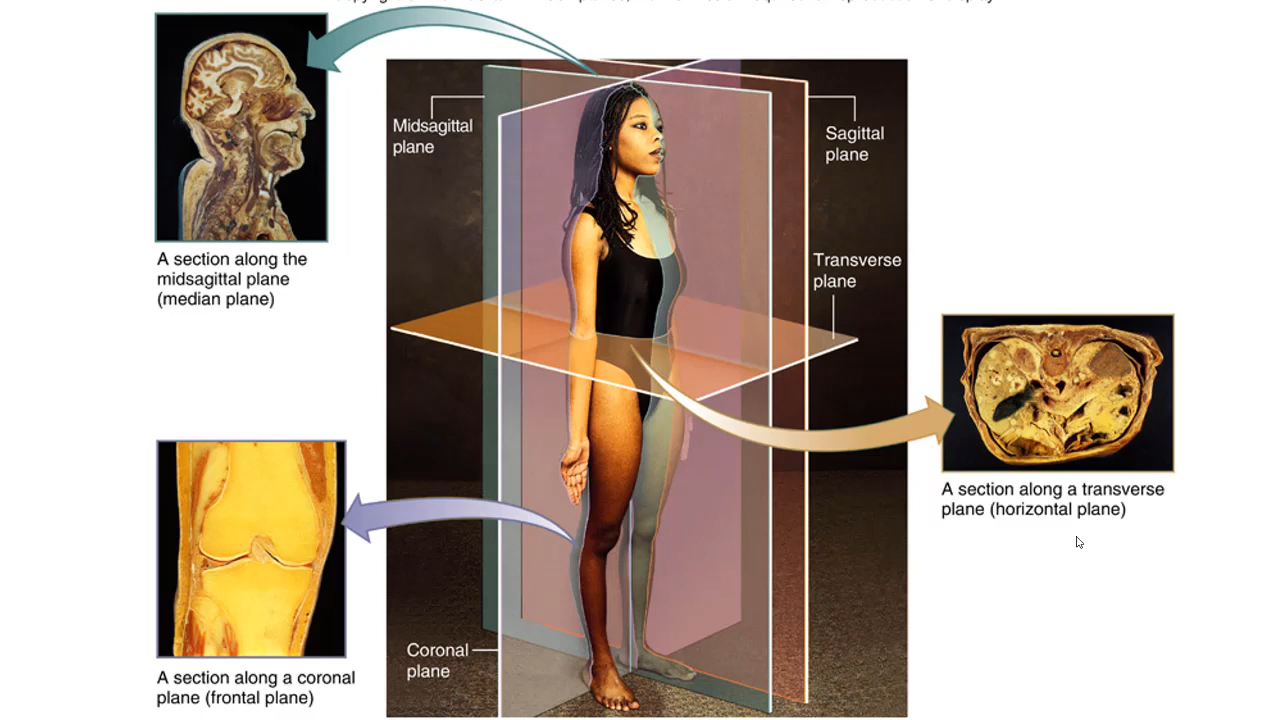 Midsagittal
plane
Sagittal
plane
A section along the
midsagittal plane
(median plane)
Transverse
plane
A section along a transverse
plane (horizontal plane)
Coronal
plane
A section along a coronal
plane (frontal plane)